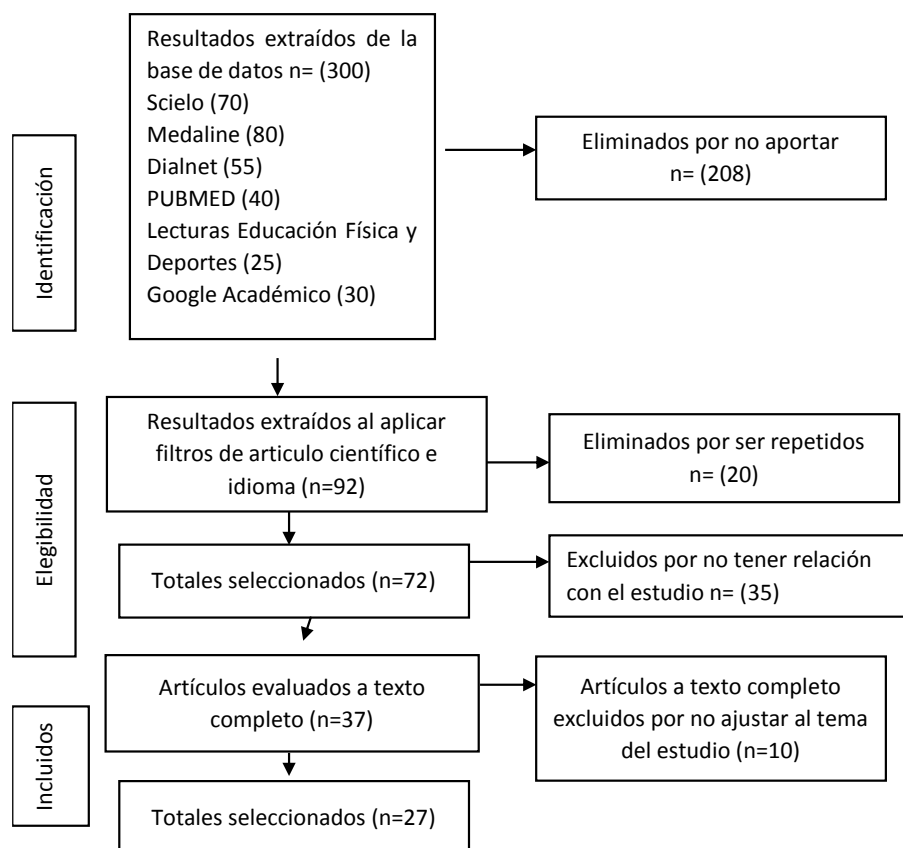 Identificación
Resultados extraídos de la
base de datos n= (300)
Scielo (70)
Medaline (80)
Dialnet (55)
PUBMED (40)
Lecturas Educación Física y
Deportes (25)
Google Académico (30)
Eliminados por no aportar
n= (208)
Elegibilidad
Resultados extraídos al aplicar
filtros de articulo científico e
idioma (n=92)
Eliminados por ser repetidos
n= (20)
Totales seleccionados (n=72)
Excluidos por no tener relación
con el estudio n= (35)
Artículos evaluados a texto
completo (n=37)
Artículos a texto completo
excluidos por no ajustar al tema
del estudio (n=10)
Incluidos
Totales seleccionados (n=27)